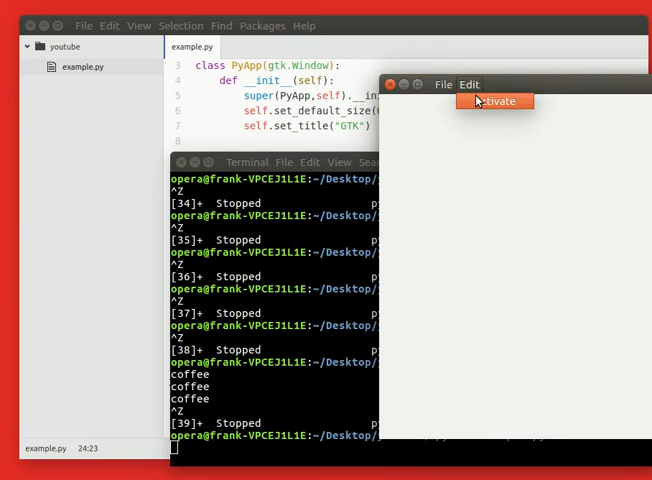 File Edit View Selection Find Packages Help
youtube
example.py
example.py
3 class PyApp(gtk.Window):
4 def __init__(self):
5 super(PyApp,self).__ini
6 self.set_default_size(
7 self.set_title("GTK")
8
File Edit
ctivate
Terminal File Edit View Sea
opera@frank-VPCEJ1L1E:~/Desktop/
^Z
[34]+ Stopped
opera@frank-VPCEJ1L1E:~/Desktop/
^Z
[35]+ Stopped
opera@frank-VPCEJ1L1E:~/Desktop/
^Z
[36]+ Stopped
opera@frank-VPCEJ1L1E:~/Desktop/
^Z
[37]+ Stopped
opera@frank-VPCEJ1L1E:~/Desktop/
^Z
[38]+ Stopped
opera@frank-VPCEJ1L1E:~/Desktop/
coffee
coffee
coffee
^Z
[39]+ Stopped
opera@frank-VPCEJ1L1E:~/Desktop/
example.py 24:23